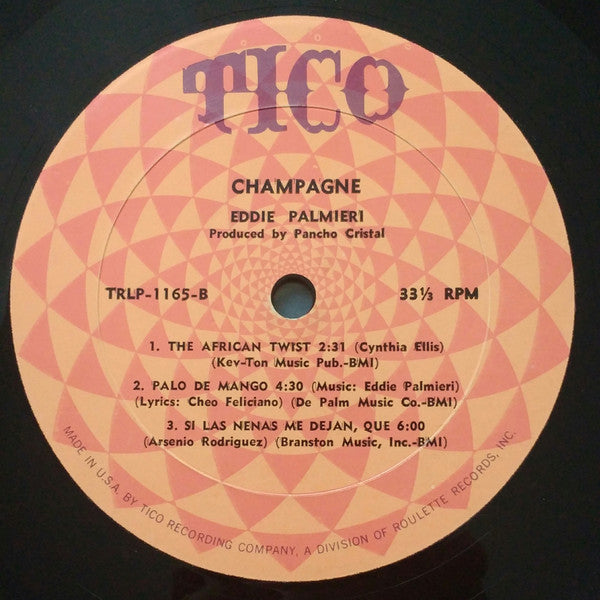 TICO
CHAMPAGNE
EDDIE PALMIERI
Produced by Pancho Cristal
TRLP-1165-B
33⅓ RPM
1. THE AFRICAN TWIST 2:31 (Cynthia Ellis)
(Kev-Ton Music Pub.-BMI)
2. PALO DE MANGO 4:30 (Music: Eddie Palmieri)
(Lyrics: Cheo Feliciano) (De Palm Music Co.-BMI)
3. SI LAS NENAS ME DEJAN, QUE 6:00
(Arsenio Rodriguez) (Branston Music, Inc.-BMI)
MADE IN U.S.A. BY TICO RECORDING COMPANY, A DIVISION OF ROULETTE RECORDS, INC.